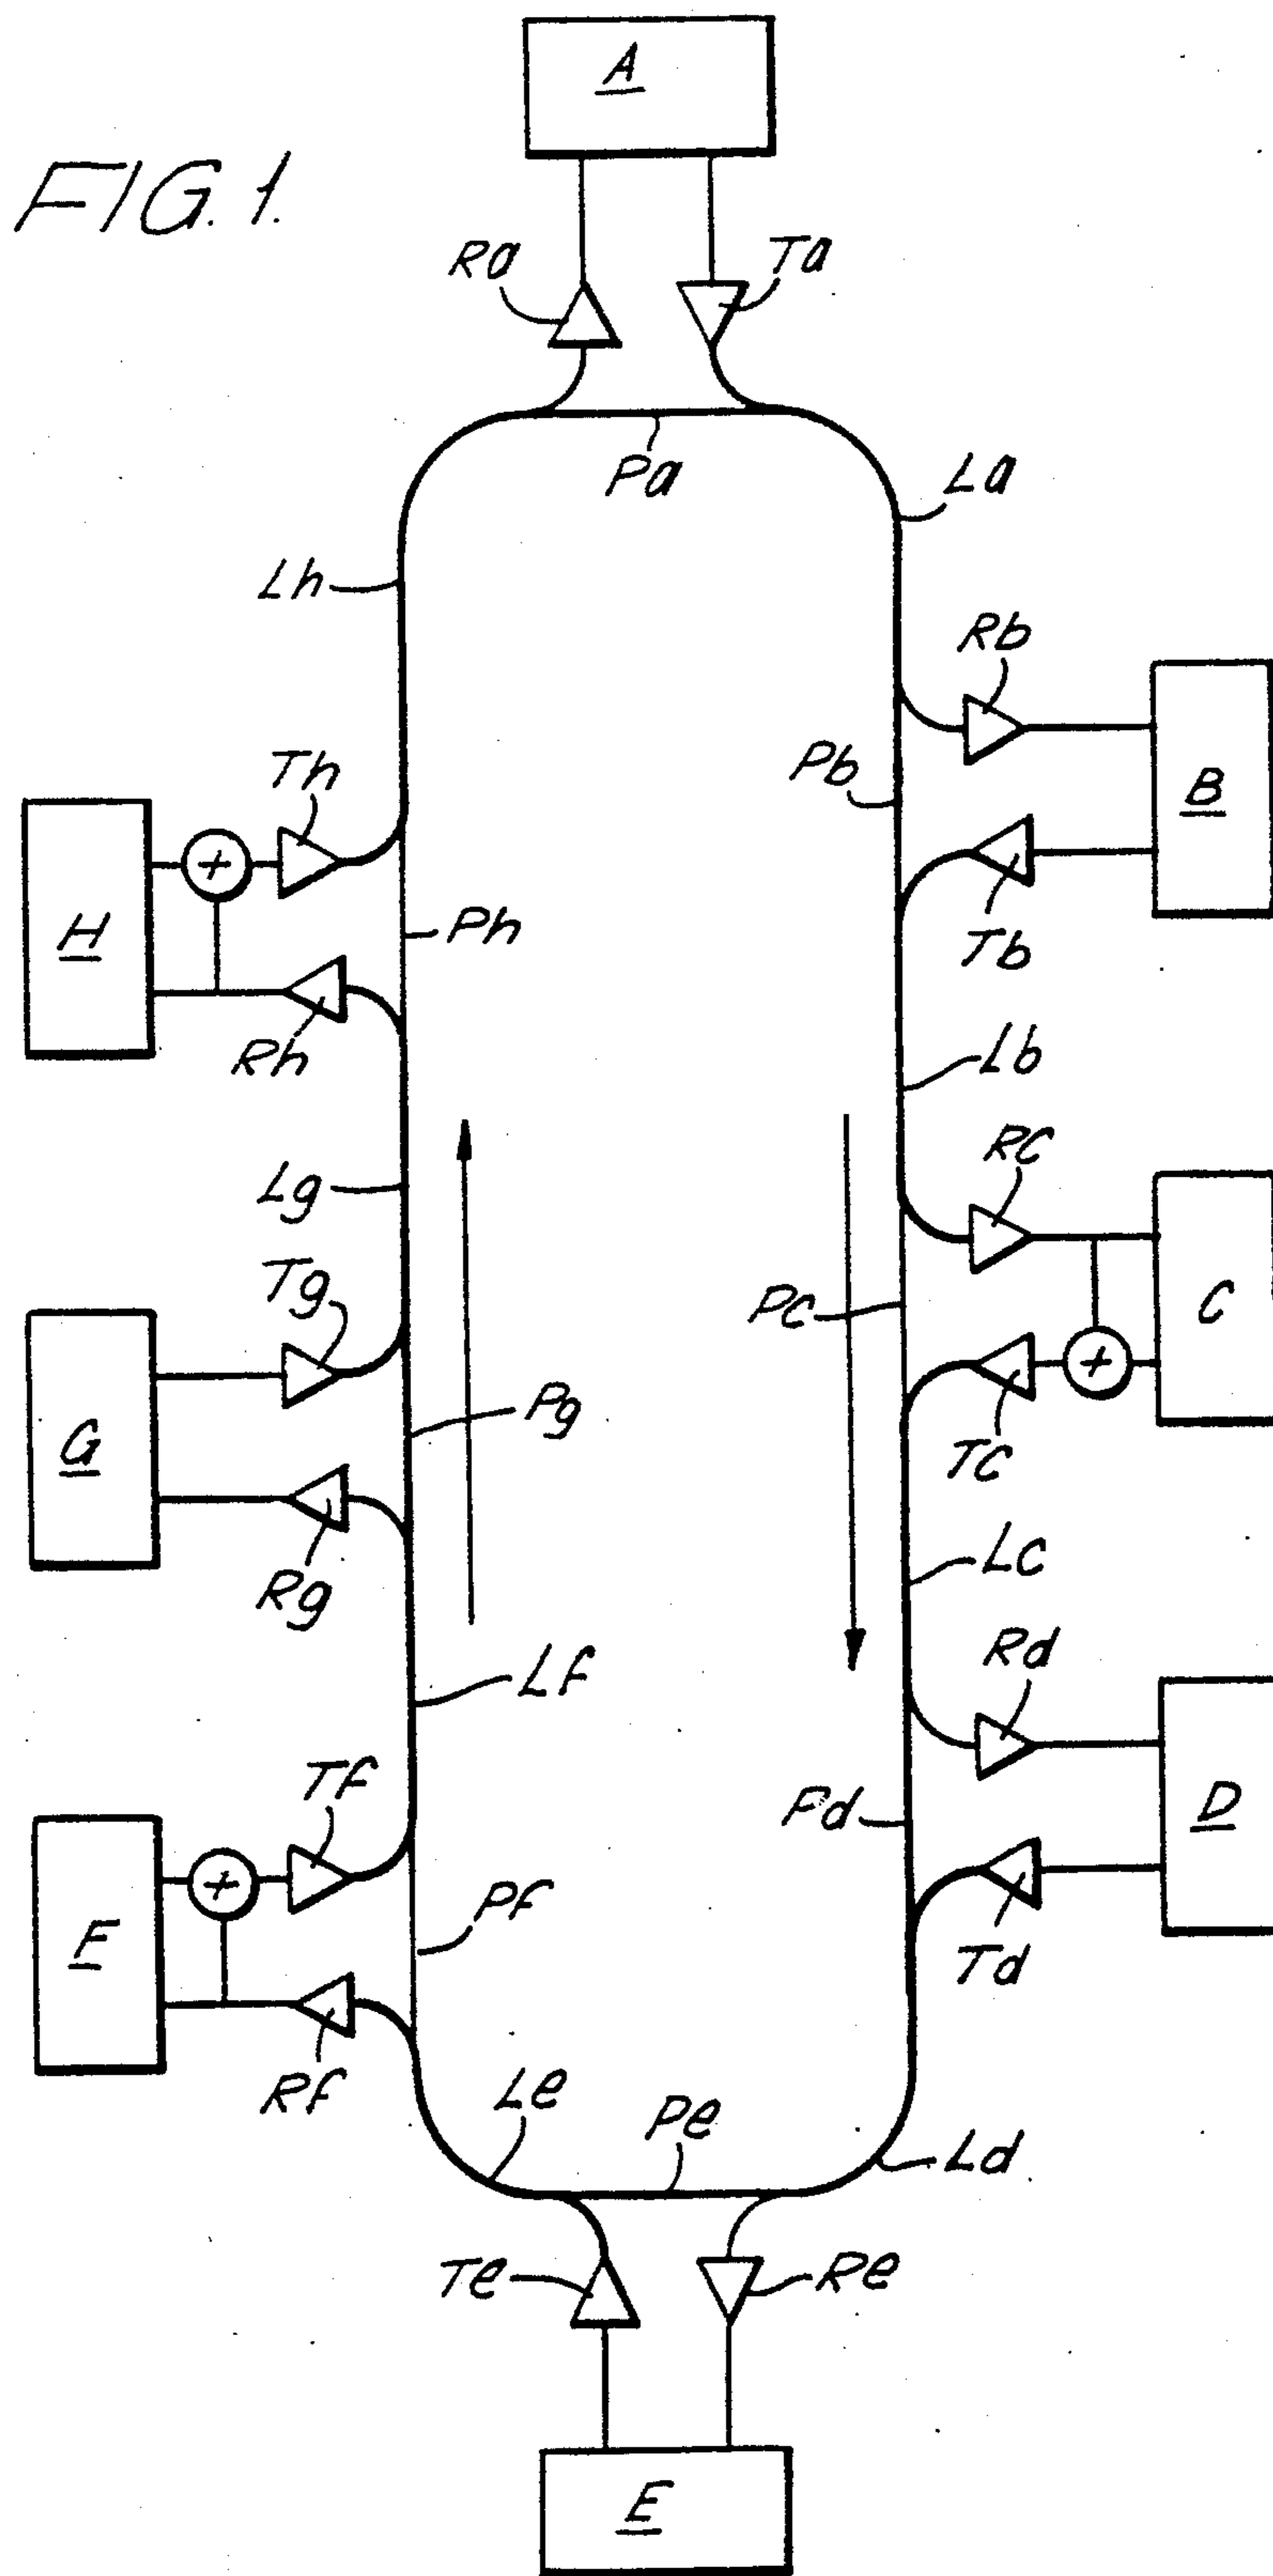 A
FIG. 1.
Ra
Ta
Pa
La
Lh
Rb
Th
Pb
B
+
H
Ph
Tb
Rh
Lb
Rc
Lg
Tg
Pc
C
+
G
Pg
Tc
Rg
Lc
Lf
Rd
Tf
Pd
D
+
F
Pf
Td
Rf
Le
Pe
Ld
Te
Re
E